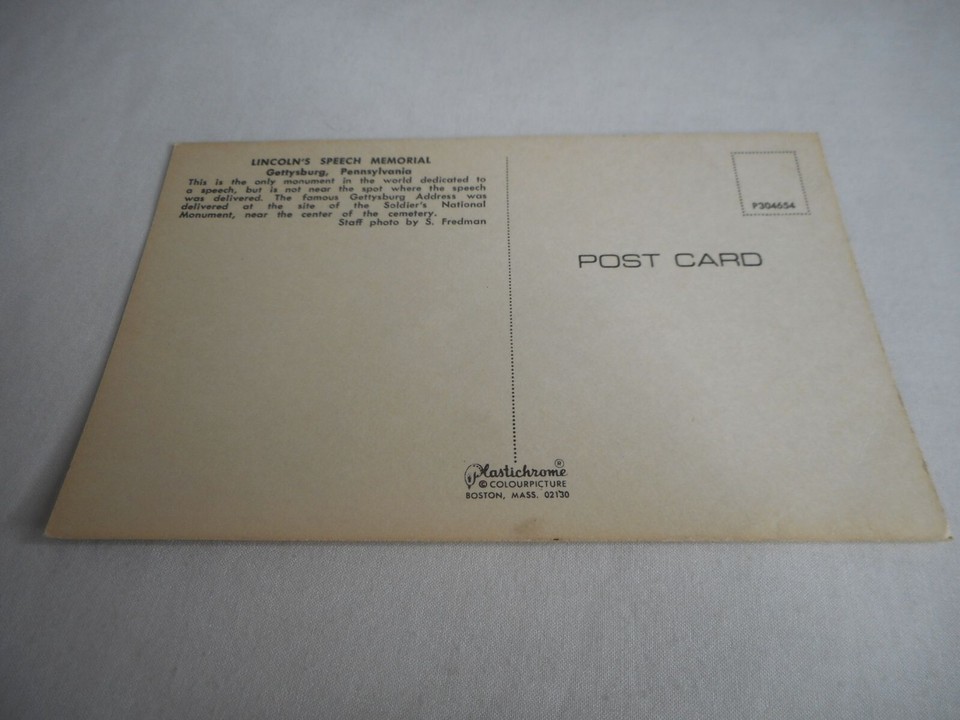 LINCOLN'S SPEECH MEMORIAL
Gettysburg, Pennsylvania
This is the only monument in the world dedicated to
a speech, but is not near the spot where the speech
was delivered. The famous Gettysburg Address was
delivered at the site of the Soldier's National
Monument, near the center of the cemetery.
Staff photo by S. Fredman
P304654
POST CARD
Plastichrome ®
© COLOURPICTURE
BOSTON, MASS. 02130